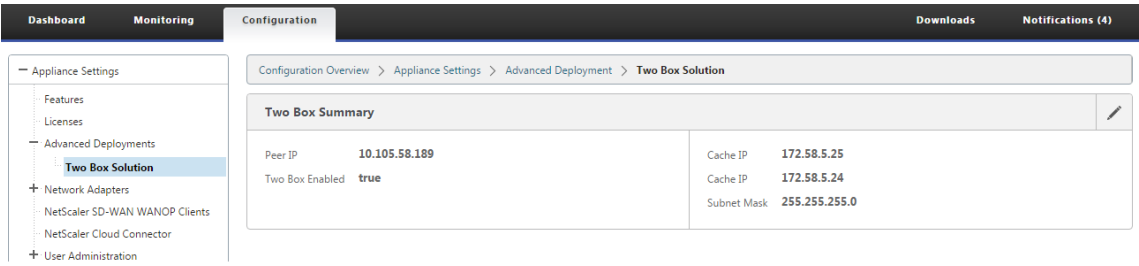 Dashboard Monitoring Configuration Downloads Notifications (4)
Appliance Settings
Features
Licenses
Advanced Deployments
Two Box Solution
Network Adapters
NetScaler SD-WAN WANOP Clients
NetScaler Cloud Connector
User Administration
Configuration Overview > Appliance Settings > Advanced Deployment > Two Box Solution
Two Box Summary
Peer IP 10.105.58.189
Two Box Enabled true
Cache IP 172.58.5.25
Cache IP 172.58.5.24
Subnet Mask 255.255.255.0